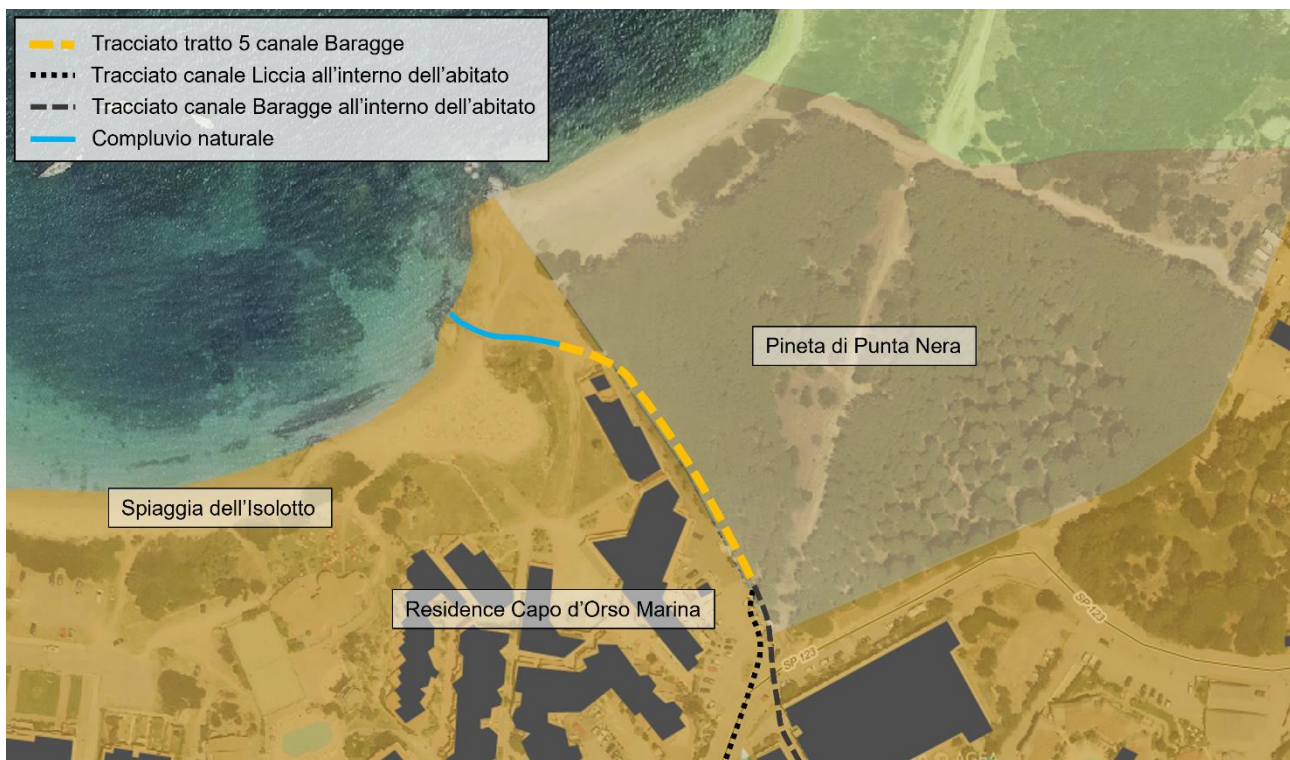 Tracciato tratto 5 canale Baragge
Tracciato canale Liccia all’interno dell’abitato
Tracciato canale Baragge all’interno dell’abitato
Compluvio naturale
Pineta di Punta Nera
Spiaggia dell’Isolotto
Residence Capo d’Orso Marina
SP 123
SP 123